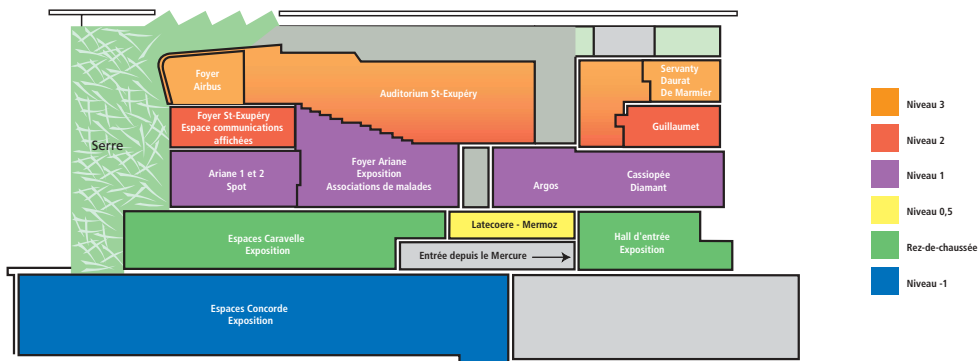 Foyer
Airbus
Auditorium St-Exupéry
Servanty
Daurat
De Marmier
Foyer St-Exupéry
Espace communications
affichées
Guillaumet
Serre
Ariane 1 et 2
Spot
Foyer Ariane
Exposition
Associations de malades
Argos
Cassiopée
Diamant
Espaces Caravelle
Exposition
Latecoere - Mermoz
Entrée depuis le Mercure
Hall d'entrée
Exposition
Espaces Concorde
Exposition
Niveau 3
Niveau 2
Niveau 1
Niveau 0,5
Rez-de-chaussée
Niveau -1